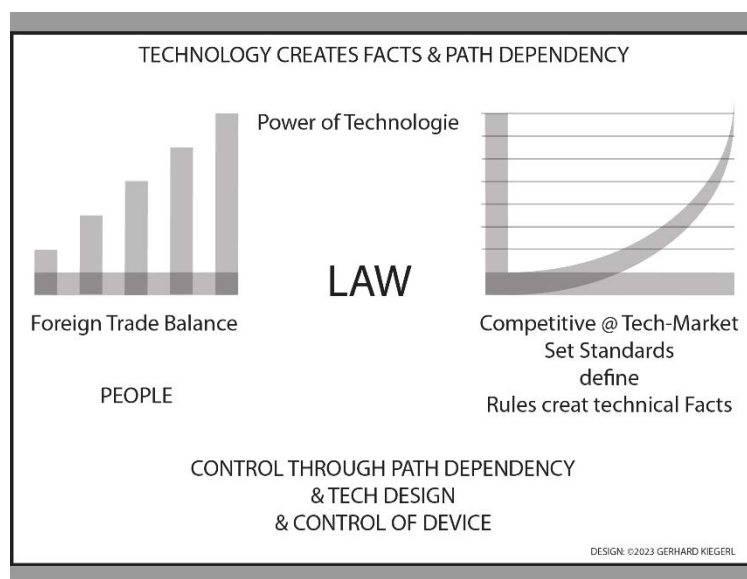 TECHNOLOGY CREATES FACTS & PATH DEPENDENCY
Power of Technologie
LAW
Foreign Trade Balance
PEOPLE
Competitive @ Tech-Market
Set Standards
define
Rules creat technical Facts
CONTROL THROUGH PATH DEPENDENCY
& TECH DESIGN
& CONTROL OF DEVICE
DESIGN: ©2023 GERHARD KIEGERL